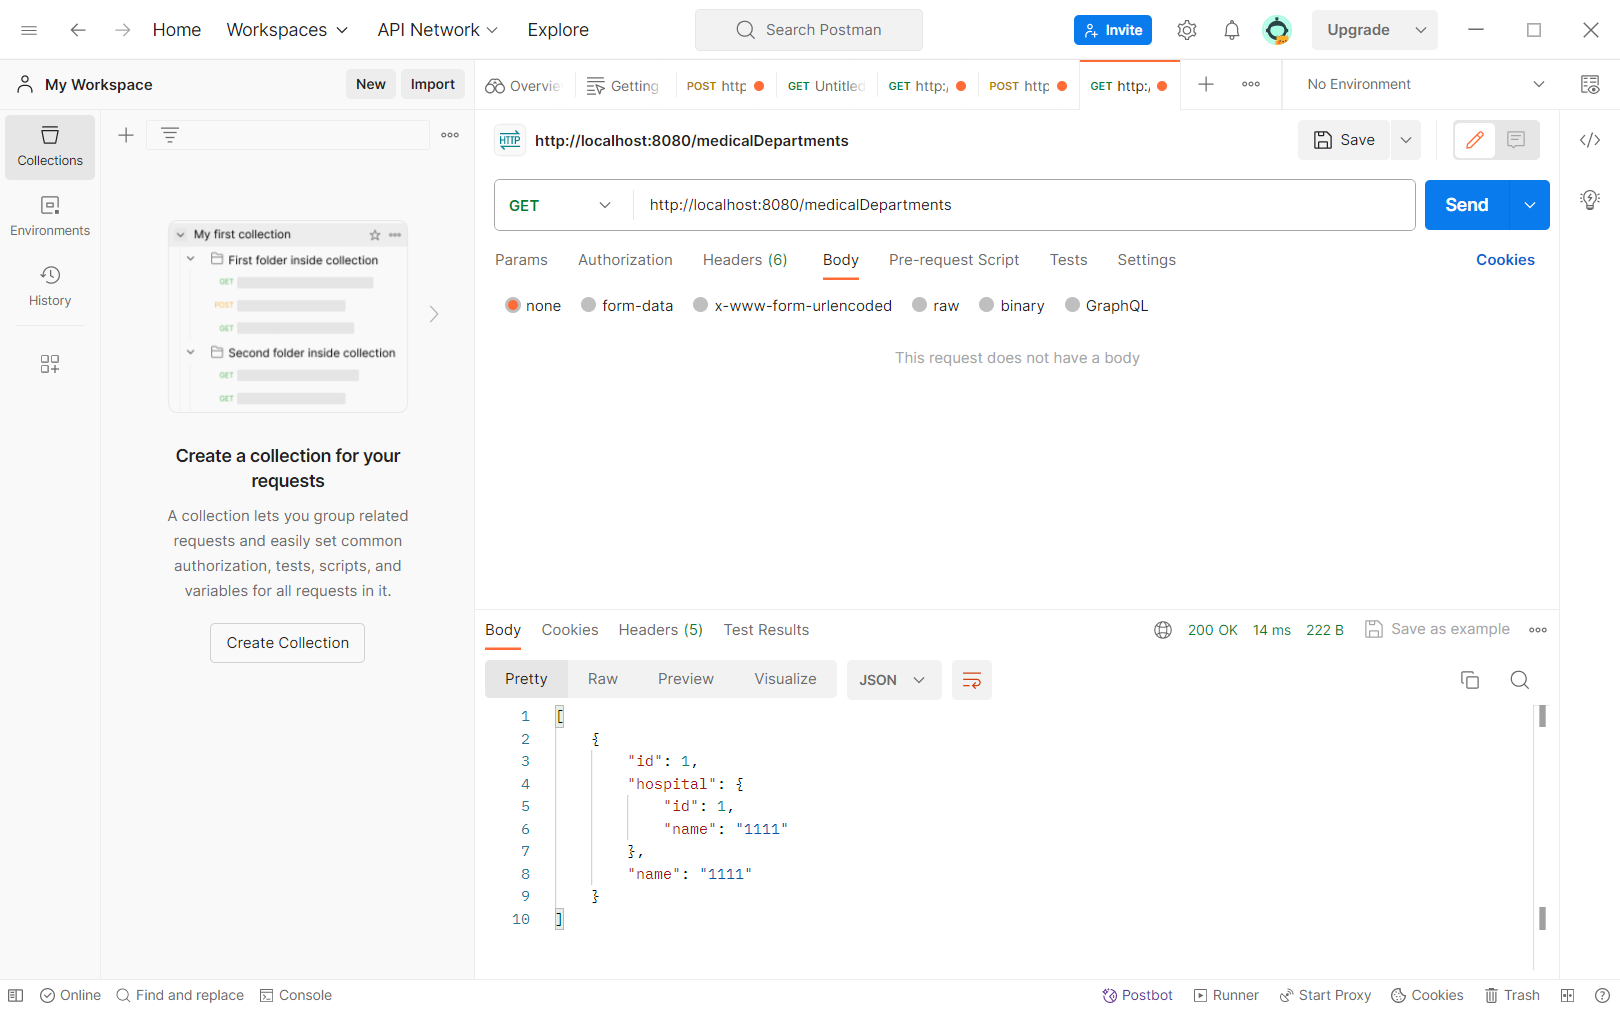 Home Workspaces API Network Explore Search Postman Invite Upgrade
My Workspace New Import Overvie Getting POST http GET Untitled GET http:/ POST http GET http:/ No Environment
Collections
Environments
History
My first collection
First folder inside collection
GET
POST
GET
Second folder inside collection
GET
GET
Create a collection for your
requests
A collection lets you group related
requests and easily set common
authorization, tests, scripts, and
variables for all requests in it.
Create Collection
HTTP http://localhost:8080/medicalDepartments Save
GET http://localhost:8080/medicalDepartments Send
Params Authorization Headers (6) Body Pre-request Script Tests Settings Cookies
none form-data x-www-form-urlencoded raw binary GraphQL
This request does not have a body
Body Cookies Headers (5) Test Results 200 OK 14 ms 222 B Save as example
Pretty Raw Preview Visualize JSON
1 [
2 {
3 "id": 1,
4 "hospital": {
5 "id": 1,
6 "name": "1111"
7 },
8 "name": "1111"
9 }
10 ]
Online Find and replace Console Postbot Runner Start Proxy Cookies Trash